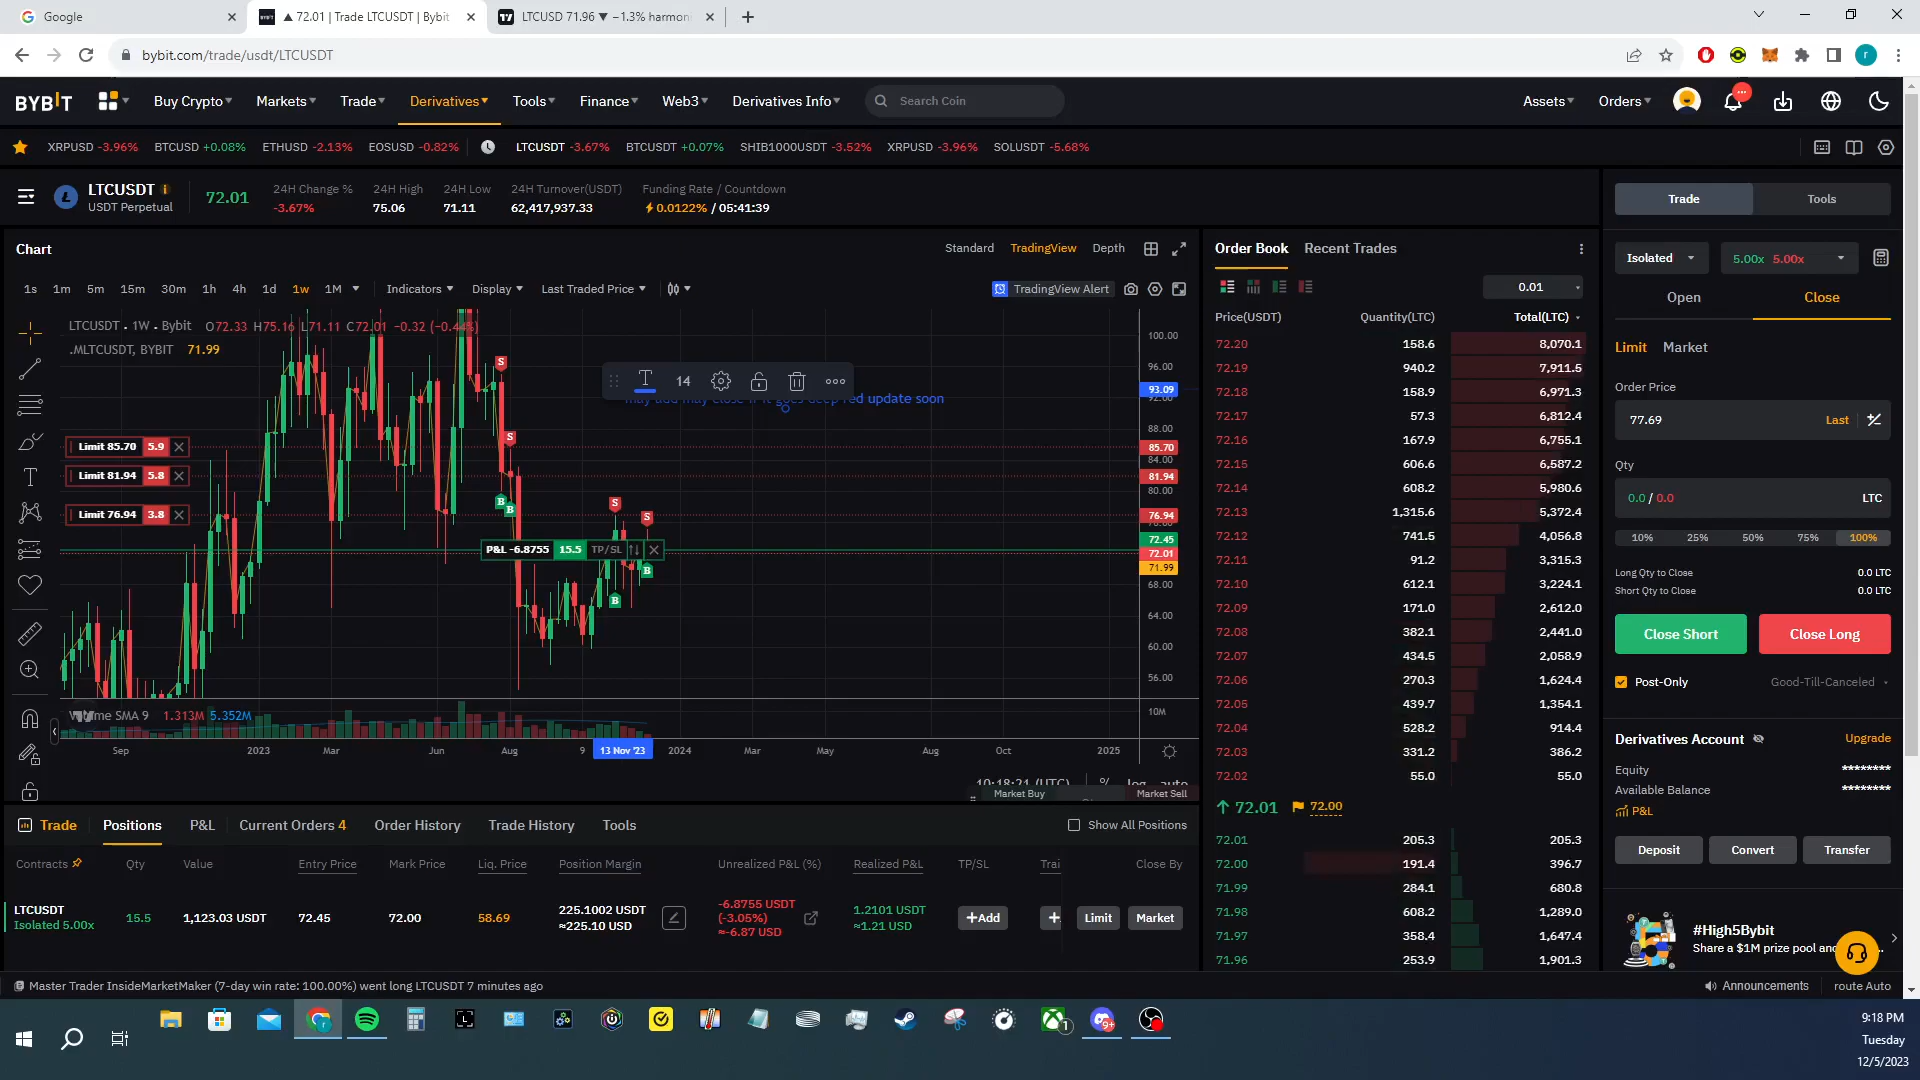 Google
▲ 72.01 | Trade LTCUSDT | Bybit
LTCUSD 71.96 ▼ −1.3% harmoni
bybit.com/trade/usdt/LTCUSDT
r
BYBIT
Buy Crypto
Markets
Trade
Derivatives
Tools
Finance
Web3
Derivatives Info
Search Coin
Assets
Orders
XRPUSD -3.96%
BTCUSD +0.08%
ETHUSD -2.13%
EOSUSD -0.82%
LTCUSDT -3.67%
BTCUSDT +0.07%
SHIB1000USDT -3.52%
XRPUSD -3.96%
SOLUSDT -5.68%
LTCUSDT
USDT Perpetual
72.01
24H Change %
-3.67%
24H High
75.06
24H Low
71.11
24H Turnover(USDT)
62,417,937.33
Funding Rate / Countdown
0.0122% / 05:41:39
Trade
Tools
Chart
Standard
TradingView
Depth
1s 1m 5m 15m 30m 1h 4h 1d 1w 1M
Indicators
Display
Last Traded Price
TradingView Alert
LTCUSDT · 1W · Bybit O72.33 H75.16 L71.11 C72.01 −0.32 (−0.44%)
.MLTCUSDT, BYBIT 71.99
14
may add may close if it goes deep red update soon
Limit 85.70 5.9
Limit 81.94 5.8
Limit 76.94 3.8
S
S
B
B
S
S
B
B
P&L -6.8755 15.5 TP/SL
100.00
96.00
93.09
92.00
88.00
85.70
84.00
81.94
80.00
76.94
72.45
72.01
71.99
68.00
64.00
60.00
56.00
10M
SMA 9 1.313M 5.352M
Sep 2023 Mar Jun Aug 9 13 Nov '23 2024 Mar May Aug Oct 2025
10:18:21 (UTC) % log auto
Market Buy
Market Sell
Order Book
Recent Trades
0.01
Price(USDT) Quantity(LTC) Total(LTC)
72.20 158.6 8,070.1
72.19 940.2 7,911.5
72.18 158.9 6,971.3
72.17 57.3 6,812.4
72.16 167.9 6,755.1
72.15 606.6 6,587.2
72.14 608.2 5,980.6
72.13 1,315.6 5,372.4
72.12 741.5 4,056.8
72.11 91.2 3,315.3
72.10 612.1 3,224.1
72.09 171.0 2,612.0
72.08 382.1 2,441.0
72.07 434.5 2,058.9
72.06 270.3 1,624.4
72.05 439.7 1,354.1
72.04 528.2 914.4
72.03 331.2 386.2
72.02 55.0 55.0
72.01 72.00
72.01 205.3 205.3
72.00 191.4 396.7
71.99 284.1 680.8
71.98 608.2 1,289.0
71.97 358.4 1,647.4
71.96 253.9 1,901.3
Isolated
5.00x 5.00x
Open
Close
Limit
Market
Order Price
77.69 Last
Qty
0.0 / 0.0 LTC
10% 25% 50% 75% 100%
Long Qty to Close 0.0 LTC
Short Qty to Close 0.0 LTC
Close Short
Close Long
Post-Only
Good-Till-Canceled
Derivatives Account
Upgrade
Equity ********
Available Balance ********
P&L
Deposit
Convert
Transfer
#High5Bybit
Share a $1M prize pool an
Trade
Positions
P&L
Current Orders 4
Order History
Trade History
Tools
Show All Positions
Contracts Qty Value Entry Price Mark Price Liq. Price Position Margin Unrealized P&L (%) Realized P&L TP/SL Trai Close By
LTCUSDT
Isolated 5.00x
15.5
1,123.03 USDT
72.45
72.00
58.69
225.1002 USDT
≈225.10 USD
-6.8755 USDT
(-3.05%)
≈-6.87 USD
1.2101 USDT
≈1.21 USD
+Add
+
Limit
Market
Master Trader InsideMarketMaker (7-day win rate: 100.00%) went long LTCUSDT 7 minutes ago
Announcements
route Auto
1
9+
9:18 PM
Tuesday
12/5/2023